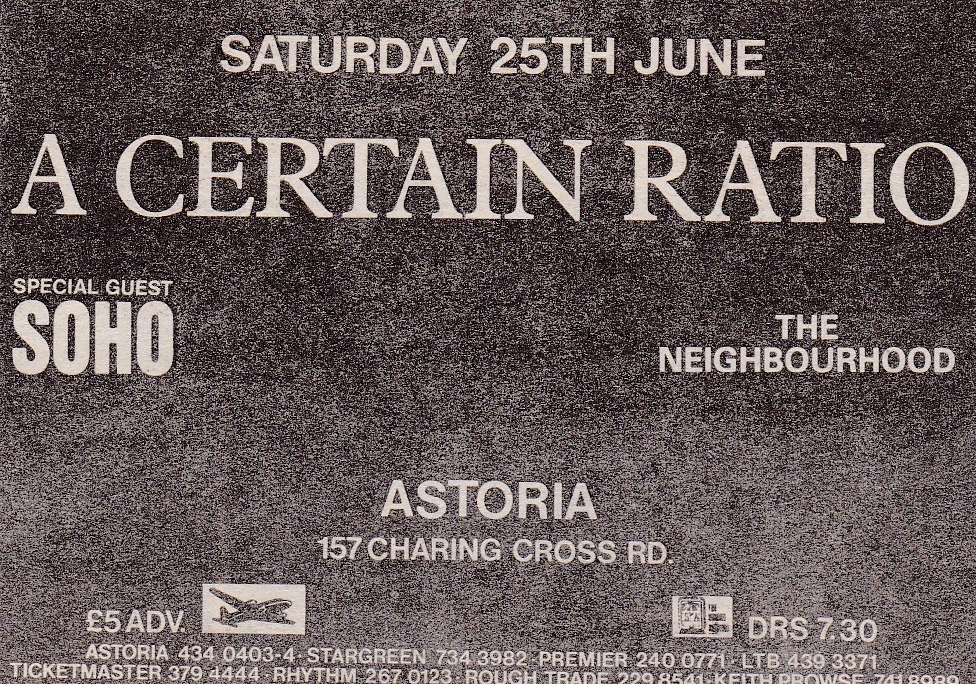 SATURDAY 25TH JUNE
A CERTAIN RATIO
SPECIAL GUEST
SOHO
THE
NEIGHBOURHOOD
ASTORIA
157 CHARING CROSS RD.
£5 ADV.
DRS 7.30
ASTORIA 434 0403-4 · STARGREEN 734 3982 · PREMIER 240 0771 · LTB 439 3371
TICKETMASTER 379 4444 · RHYTHM 267 0123 ROUGH TRADE 229 8541 · KEITH PROWSE 741 8989